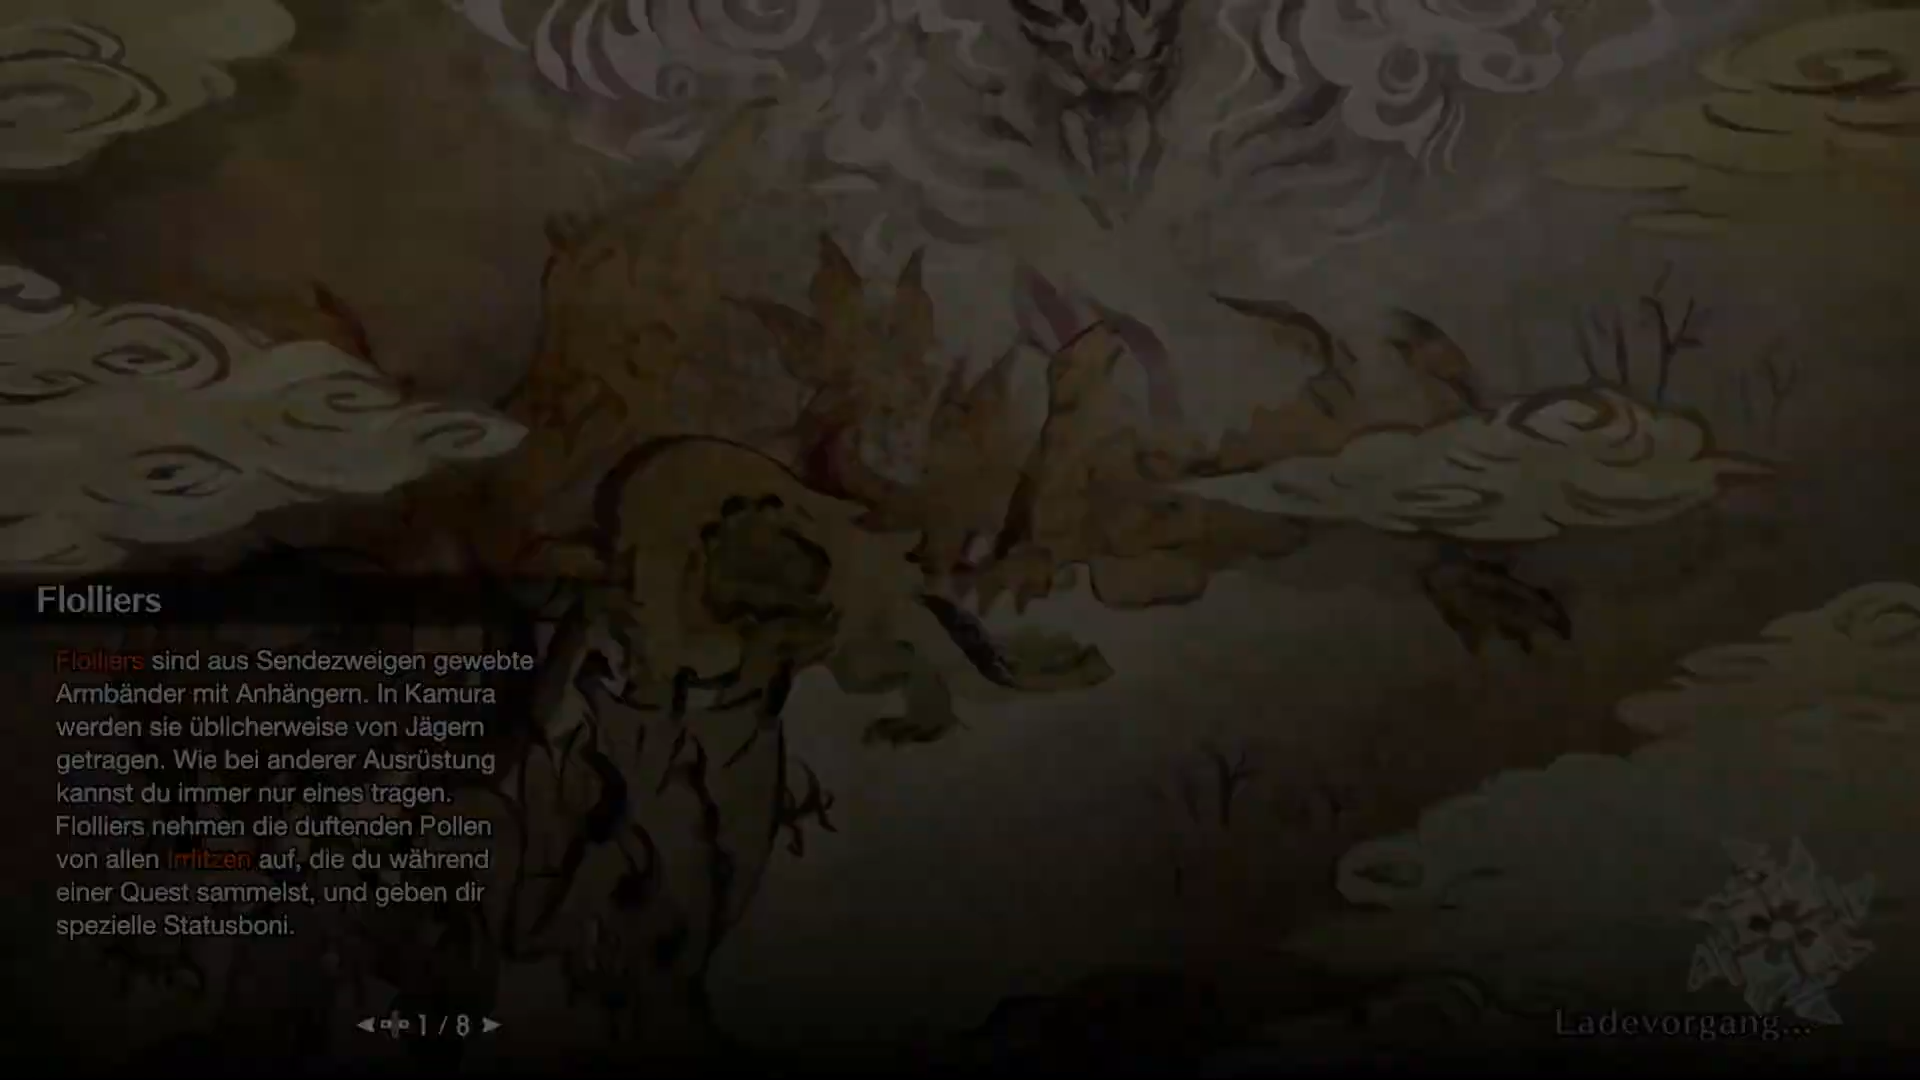 Flolliers
Flolliers sind aus Sendezweigen gewebte
Armbänder mit Anhängern. In Kamura
werden sie üblicherweise von Jägern
getragen. Wie bei anderer Ausrüstung
kannst du immer nur eines tragen.
Flolliers nehmen die duftenden Pollen
von allen Irrlitzen auf, die du während
einer Quest sammelst, und geben dir
spezielle Statusboni.
1 / 8
Ladevorgang...